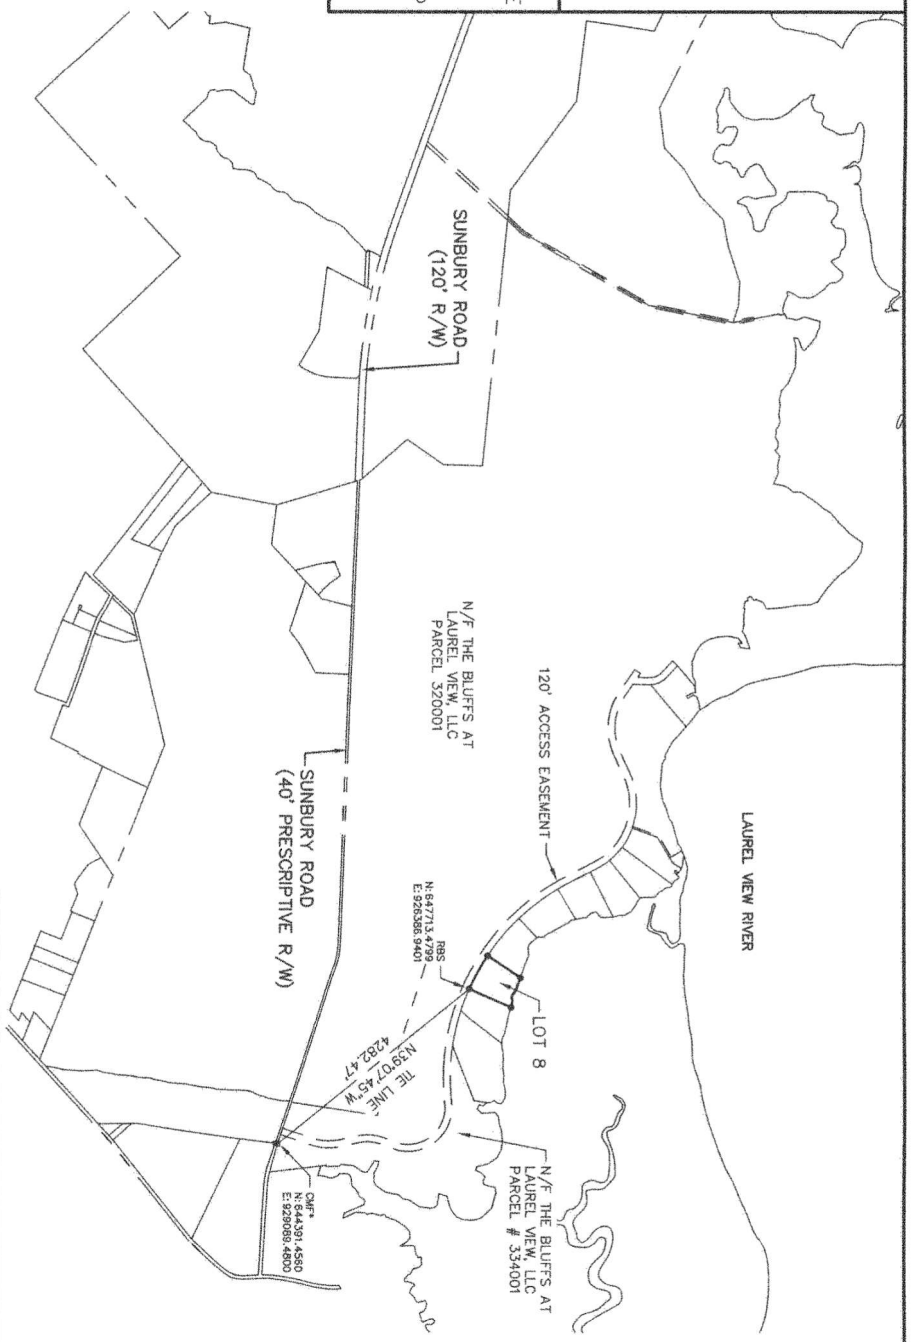 SUNBURY ROAD
(120' R/W)
N/F THE BLUFFS AT
LAUREL VIEW, LLC
PARCEL 320001
120' ACCESS EASEMENT
LAUREL VIEW RIVER
SUNBURY ROAD
(40' PRESCRIPTIVE R/W)
RBS
N:647713.4799
E:926386.9401
LOT 8
TIE LINE
N39°07'45"W
4282.47'
N/F THE BLUFFS AT
LAUREL VIEW, LLC
PARCEL # 334001
CMF*
N:644391.4560
E:929089.4800